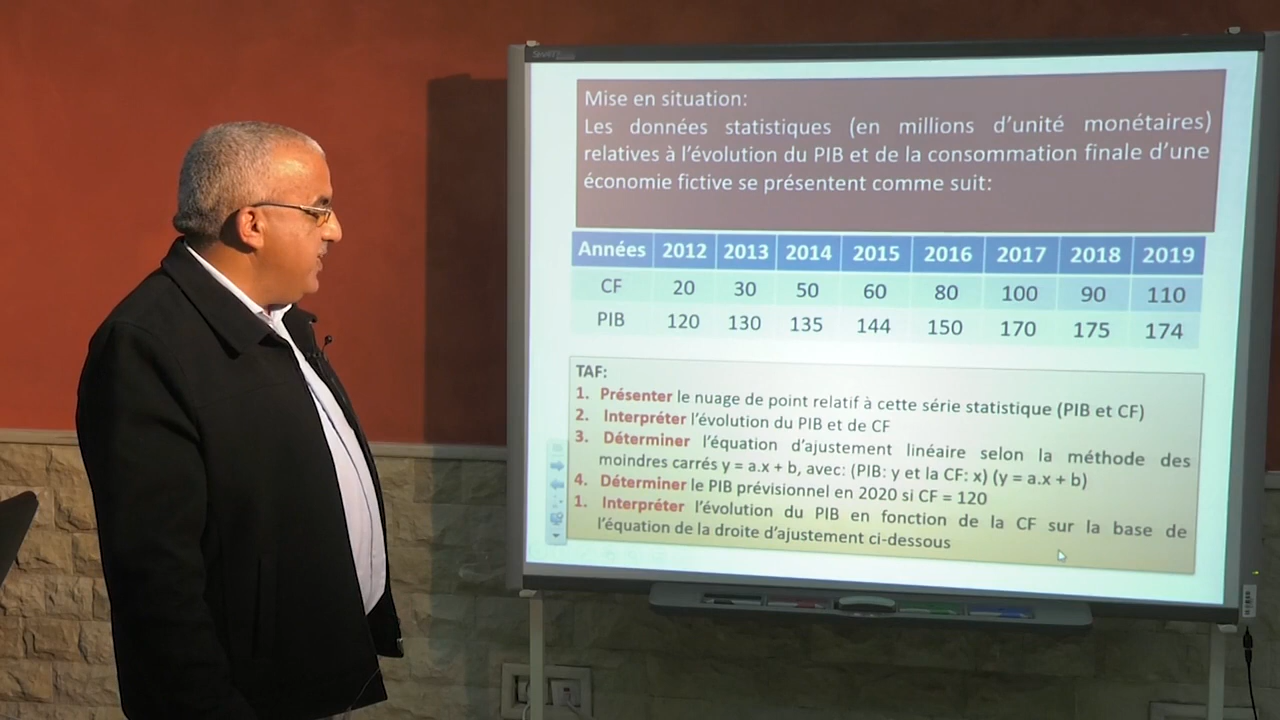 Mise en situation:
Les données statistiques (en millions d'unité monétaires)
relatives à l'évolution du PIB et de la consommation finale d'une
économie fictive se présentent comme suit:
Années 2012 2013 2014 2015 2016 2017 2018 2019
CF 20 30 50 60 80 100 90 110
PIB 120 130 135 144 150 170 175 174
TAF:
1. Présenter le nuage de point relatif à cette série statistique (PIB et CF)
2. Interpréter l'évolution du PIB et de CF
3. Déterminer l'équation d'ajustement linéaire selon la méthode des
moindres carrés y = a.x + b, avec: (PIB: y et la CF: x) (y = a.x + b)
4. Déterminer le PIB prévisionnel en 2020 si CF = 120
1. Interpréter l'évolution du PIB en fonction de la CF sur la base de
l'équation de la droite d'ajustement ci-dessous